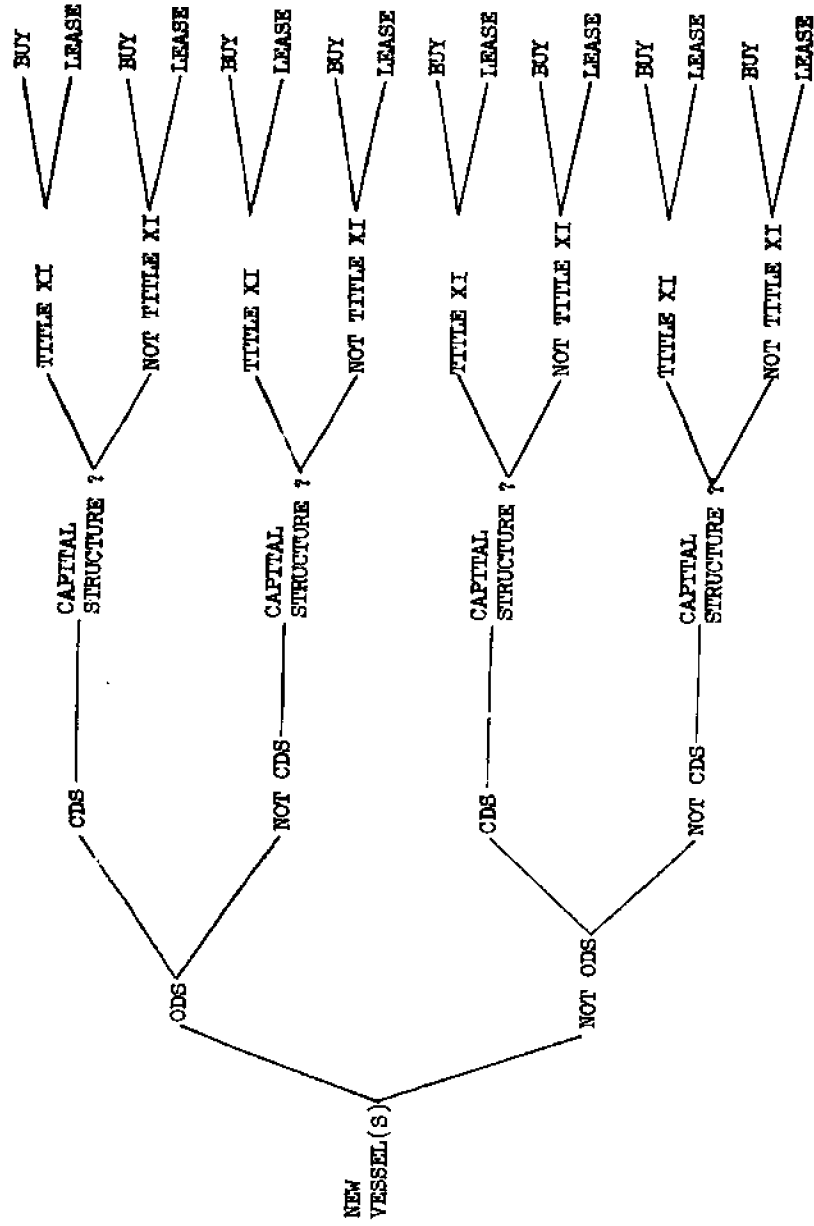 NEW
VESSEL(S)
ODS
NOT ODS
CDS
NOT CDS
CDS
NOT CDS
CAPITAL
STRUCTURE ?
CAPITAL
STRUCTURE ?
CAPITAL
STRUCTURE ?
CAPITAL
STRUCTURE ?
TITLE XI
NOT TITLE XI
TITLE XI
NOT TITLE XI
TITLE XI
NOT TITLE XI
TITLE XI
NOT TITLE XI
BUY
LEASE
BUY
LEASE
BUY
LEASE
BUY
LEASE
BUY
LEASE
BUY
LEASE
BUY
LEASE
BUY
LEASE